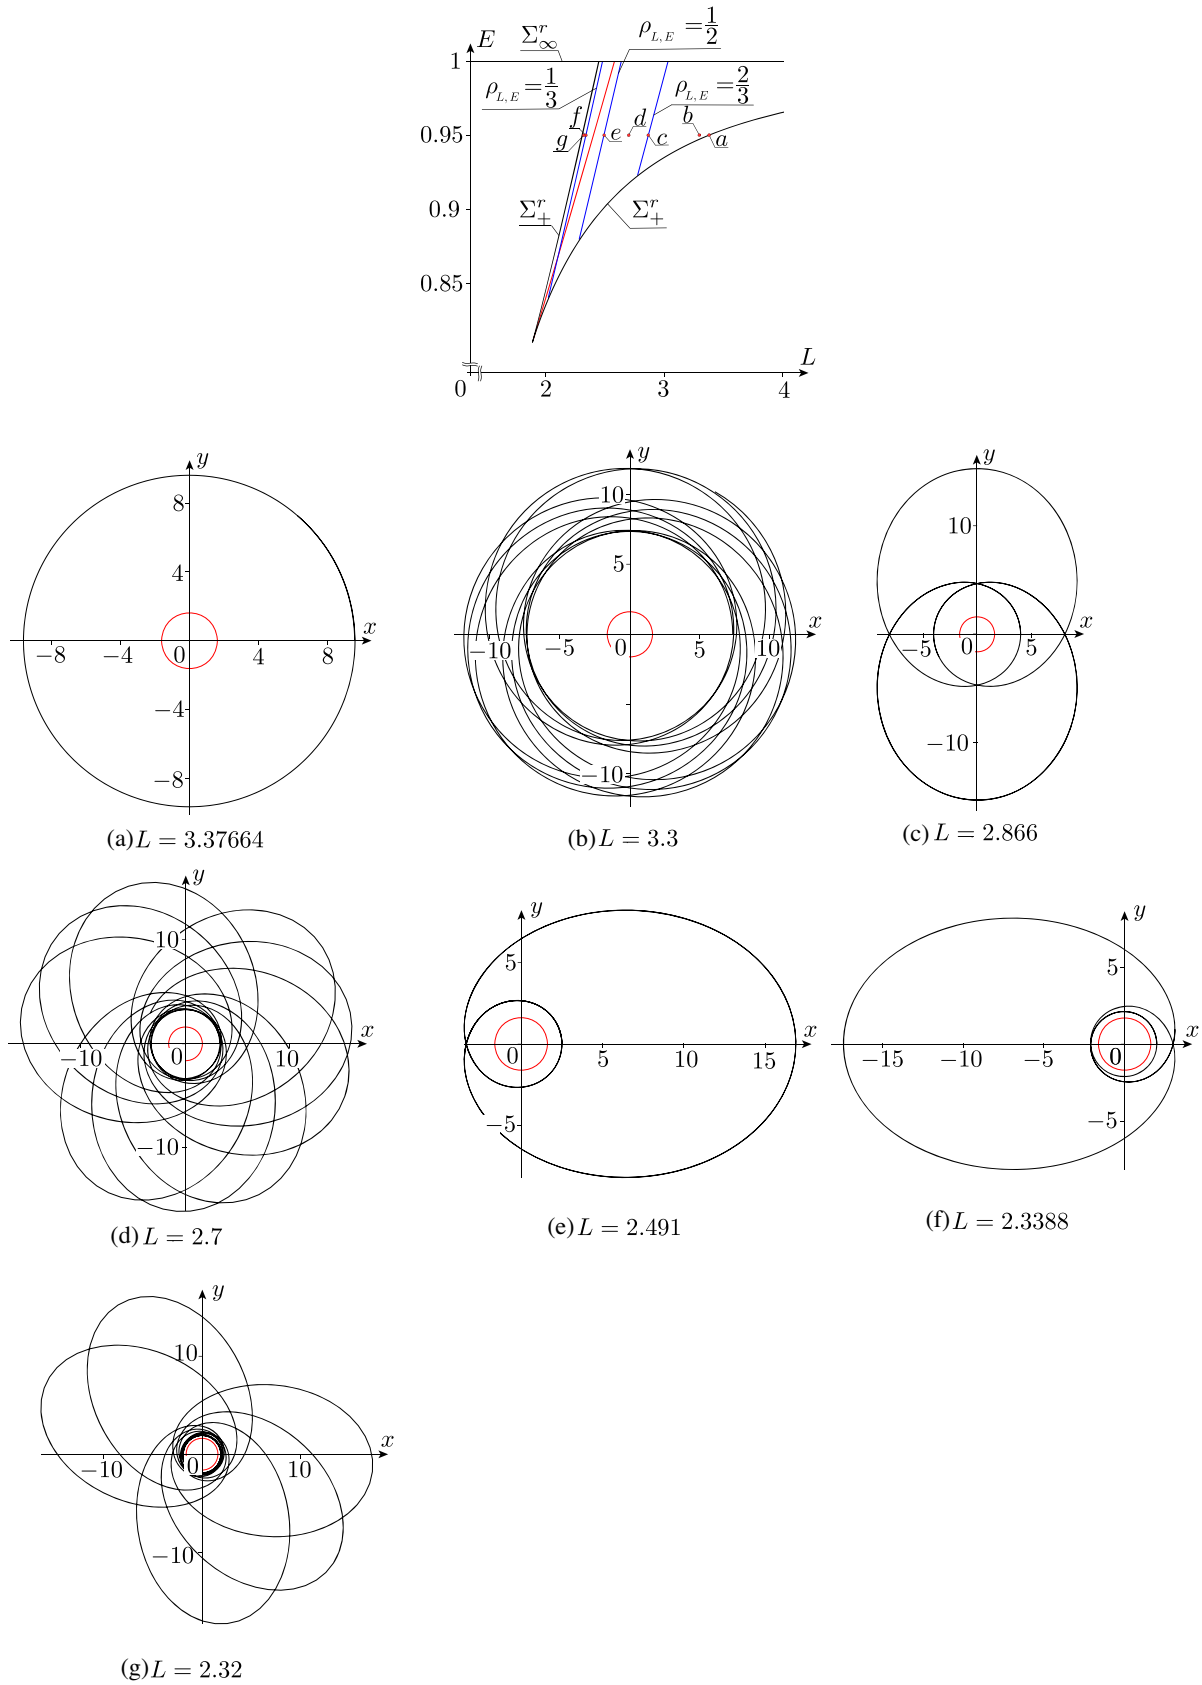 E
Σ^r_∞
ρ_{L,E} = 1/2
1
ρ_{L,E} = 1/3
ρ_{L,E} = 2/3
f
g
e
d
c
b
a
0.95
0.9
Σ^r_+
Σ^r_+
0.85
L
0
2
3
4
y
8
4
x
−8
−4
0
4
8
−4
−8
(a) L = 3.37664
y
10
5
x
−10
−5
0
5
10
−10
(b) L = 3.3
y
10
x
−5
0
5
−10
(c) L = 2.866
y
10
x
−10
0
10
−10
(d) L = 2.7
y
5
x
0
5
10
15
−5
(e) L = 2.491
y
5
x
−15
−10
−5
0
−5
(f) L = 2.3388
y
10
x
−10
0
10
−10
(g) L = 2.32